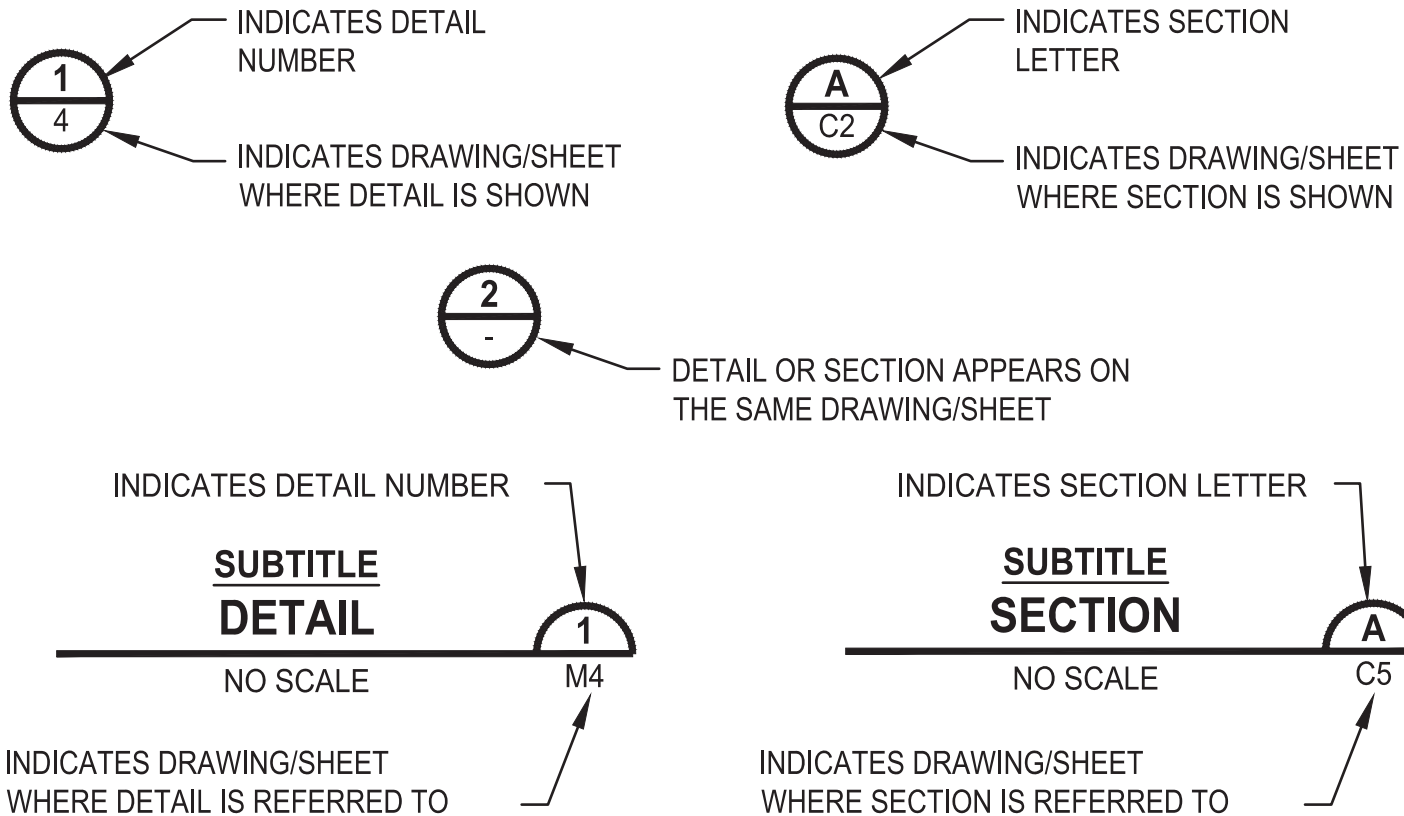 INDICATES DETAIL
NUMBER
1
4
INDICATES DRAWING/SHEET
WHERE DETAIL IS SHOWN
INDICATES SECTION
LETTER
A
C2
INDICATES DRAWING/SHEET
WHERE SECTION IS SHOWN
2
-
DETAIL OR SECTION APPEARS ON
THE SAME DRAWING/SHEET
INDICATES DETAIL NUMBER
SUBTITLE
DETAIL
1
NO SCALE
M4
INDICATES DRAWING/SHEET
WHERE DETAIL IS REFERRED TO
INDICATES SECTION LETTER
SUBTITLE
SECTION
A
NO SCALE
C5
INDICATES DRAWING/SHEET
WHERE SECTION IS REFERRED TO